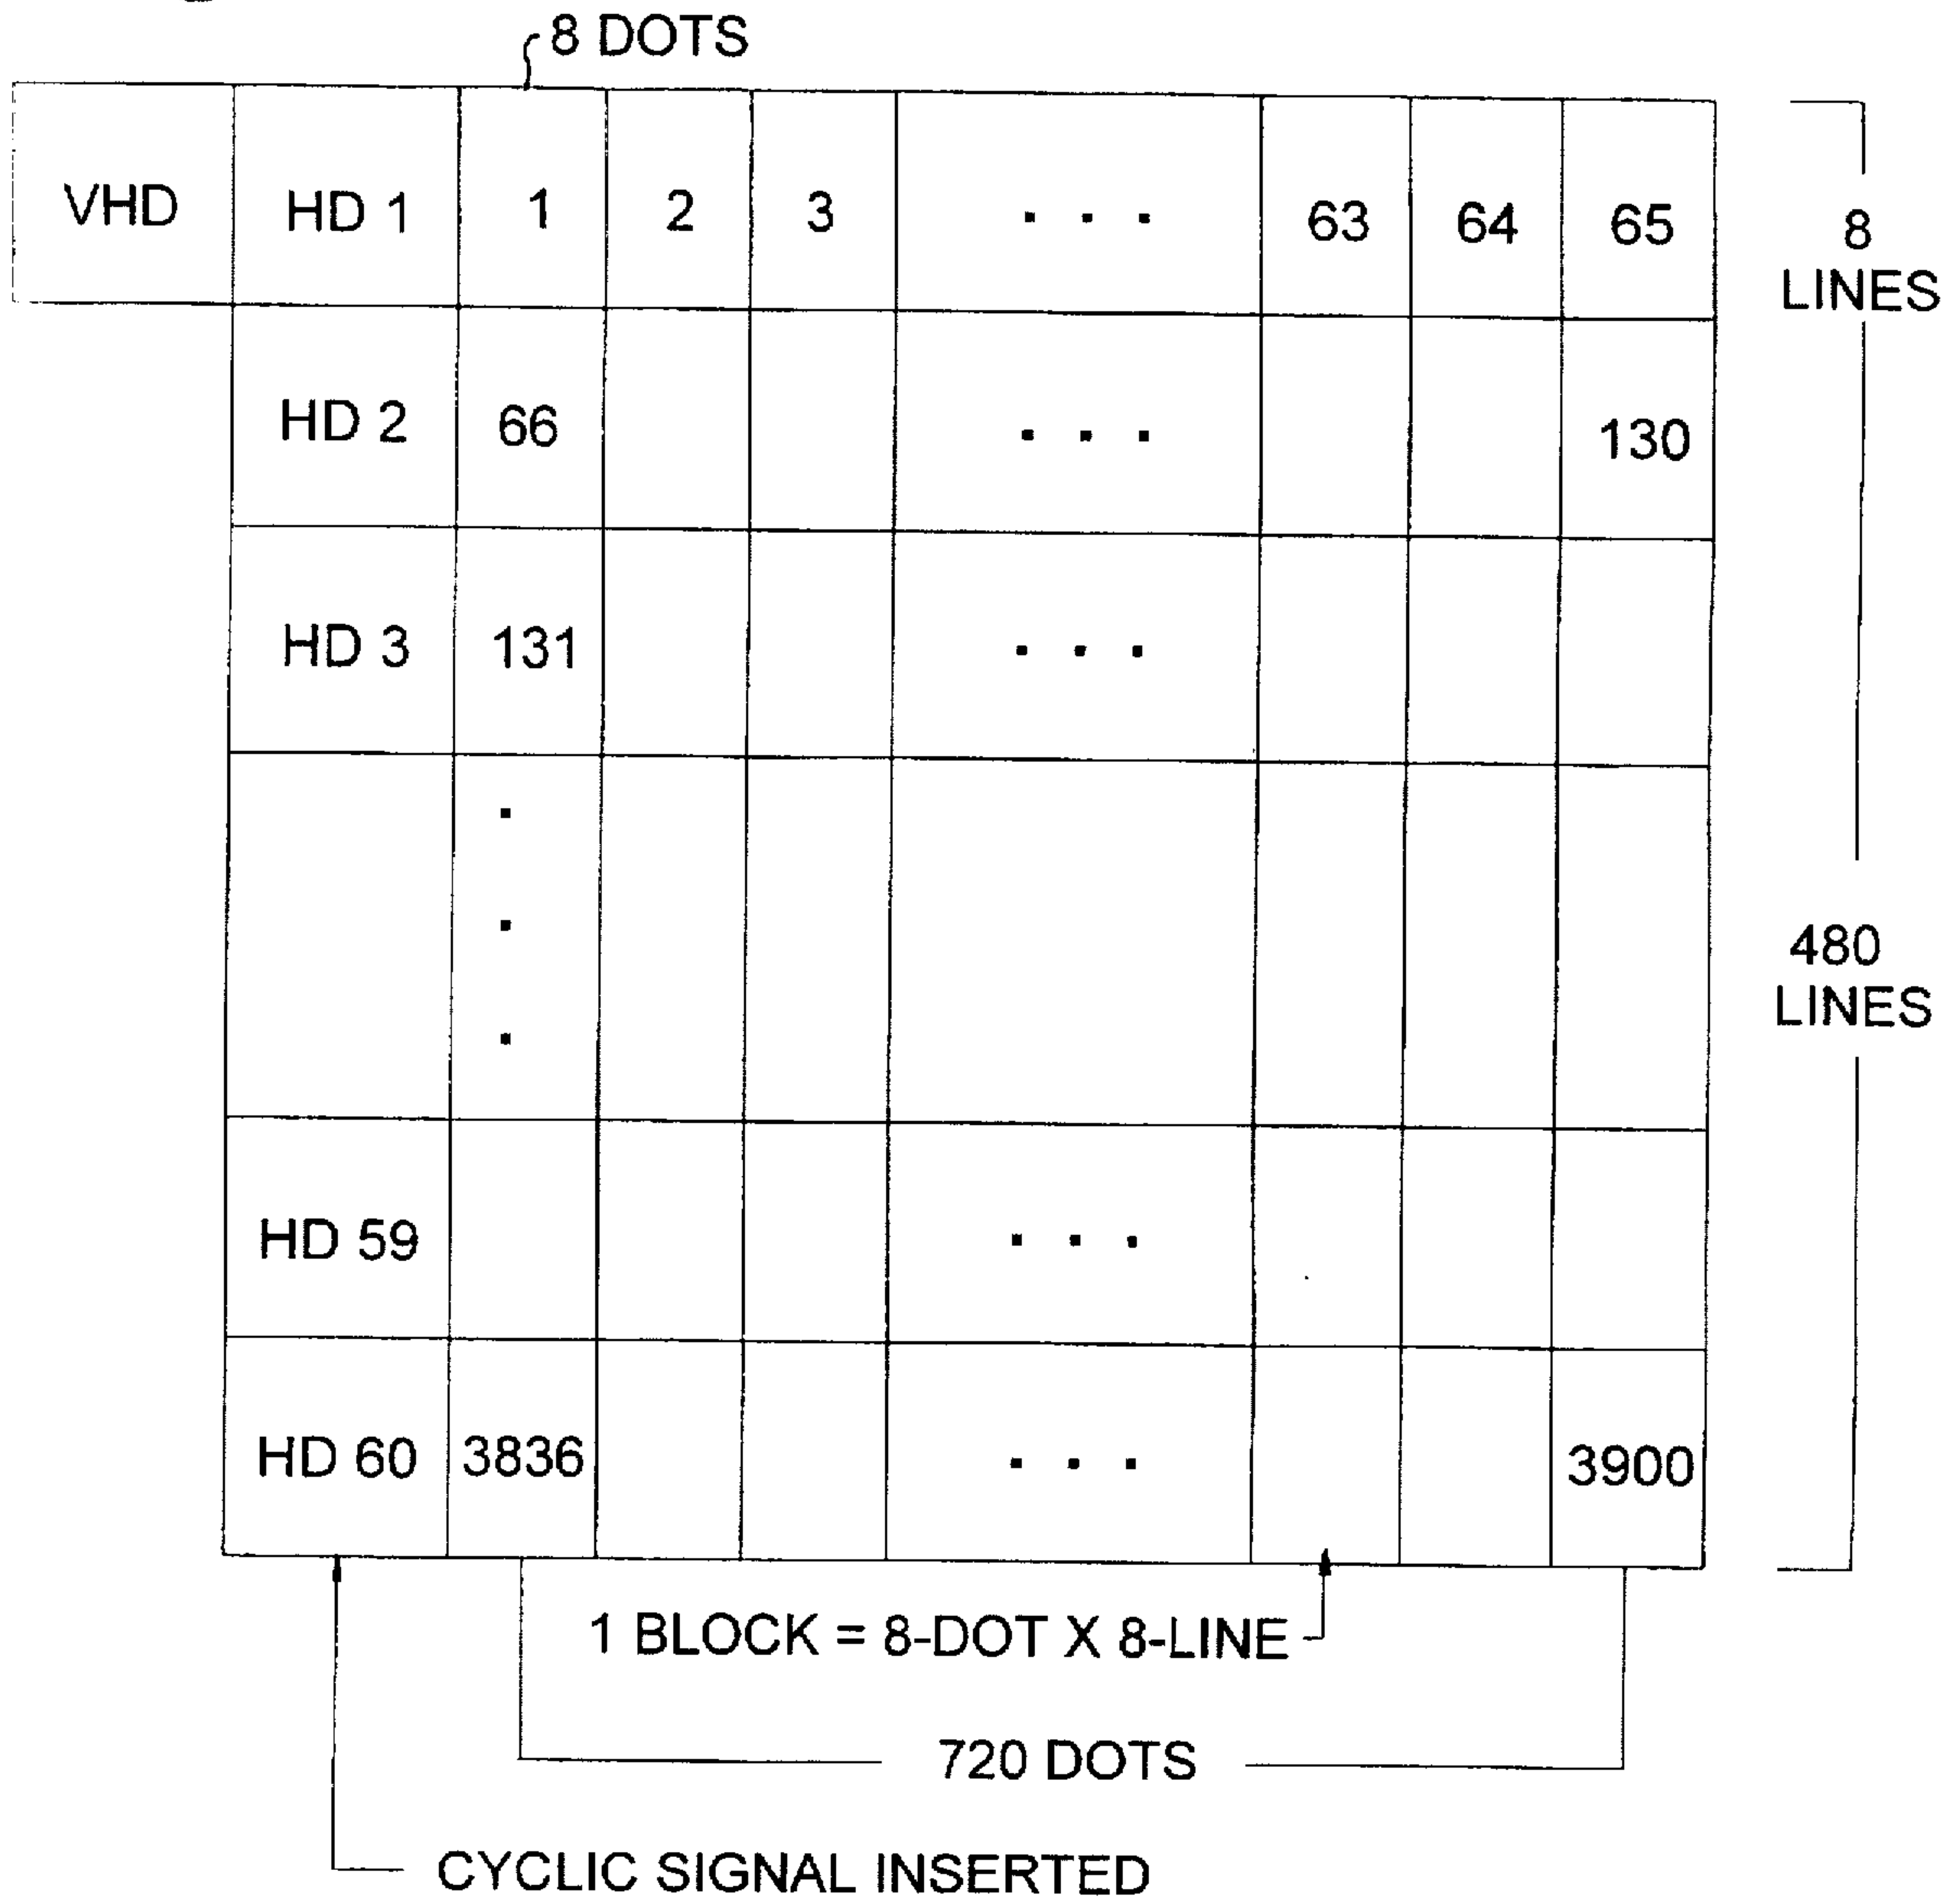 8 DOTS
VHD HD 1 1 2 3 . . . 63 64 65
8
LINES
HD 2 66 . . . 130
HD 3 131 . . .
.
.
.
480
LINES
HD 59 . . .
HD 60 3836 . . . 3900
1 BLOCK = 8-DOT X 8-LINE
720 DOTS
CYCLIC SIGNAL INSERTED